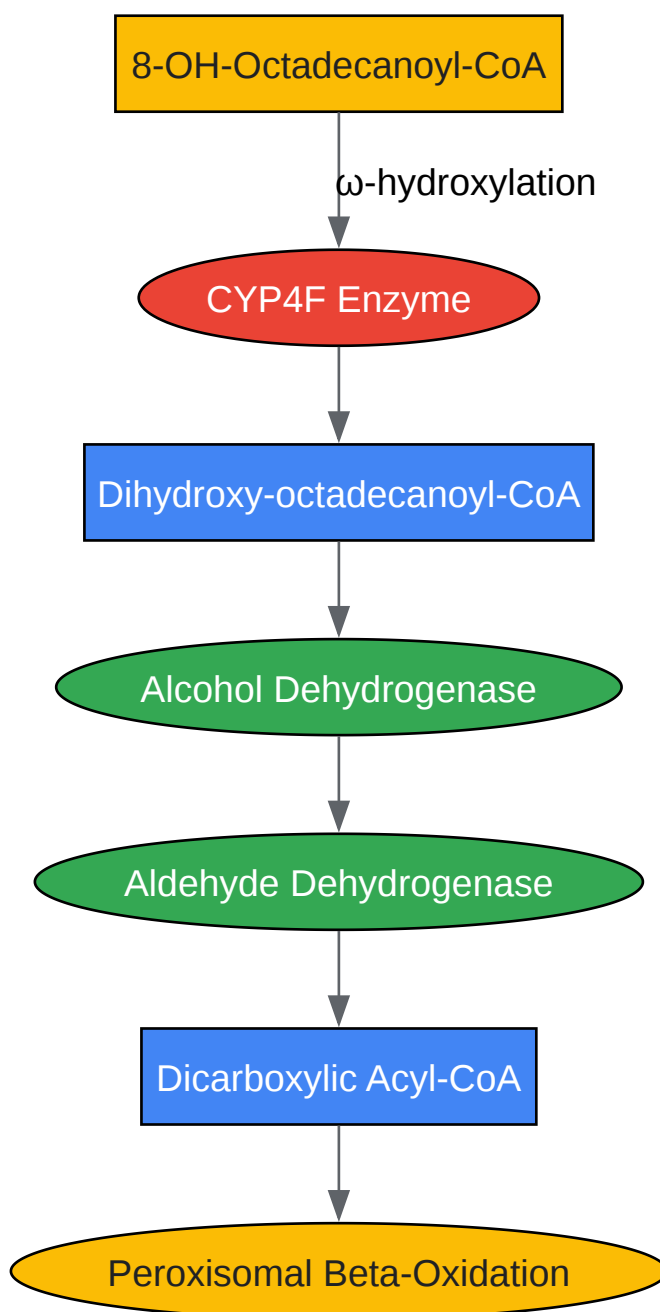 8-OH-Octadecanoyl-CoA
ω-hydroxylation
CYP4F Enzyme
Dihydroxy-octadecanoyl-CoA
Alcohol Dehydrogenase
Aldehyde Dehydrogenase
Dicarboxylic Acyl-CoA
Peroxisomal Beta-Oxidation